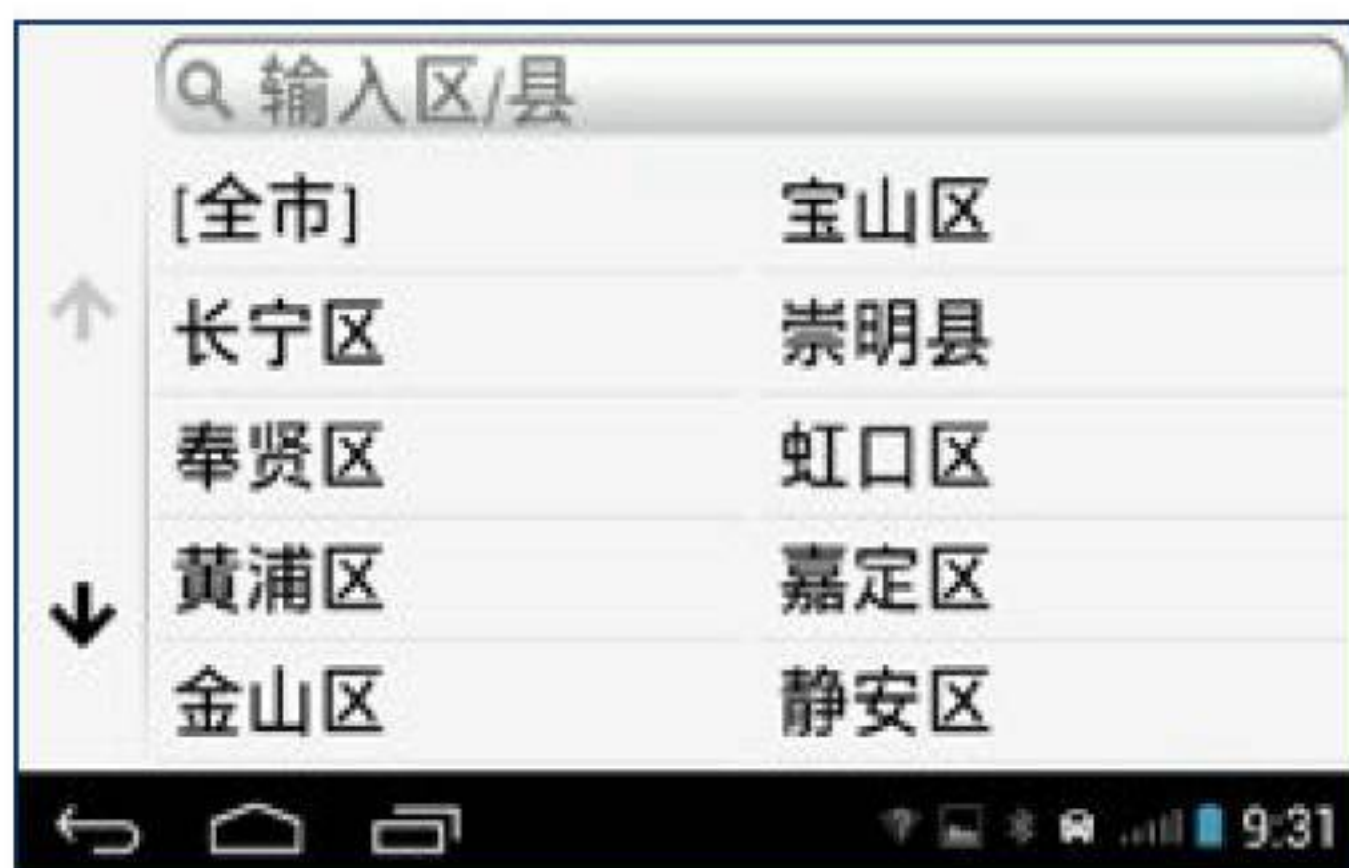 输入区/县
[全市] 宝山区
长宁区 崇明县
奉贤区 虹口区
黄浦区 嘉定区
金山区 静安区
9:31